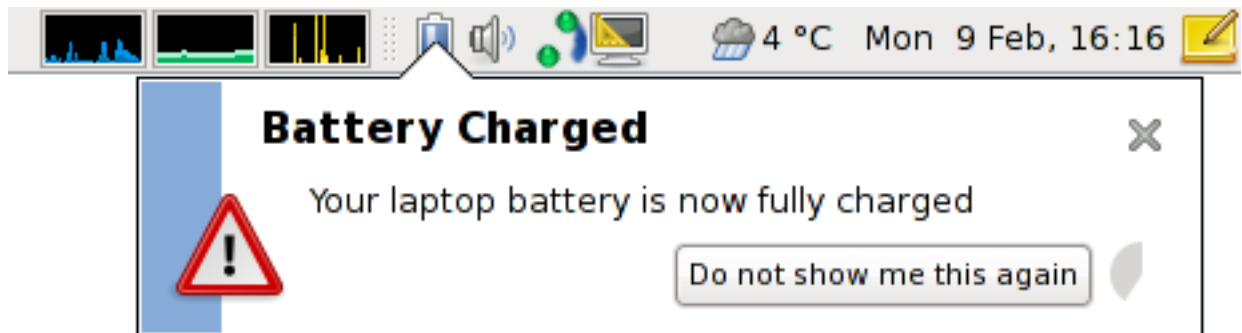 4 °C Mon 9 Feb, 16:16
Battery Charged
Your laptop battery is now fully charged
Do not show me this again